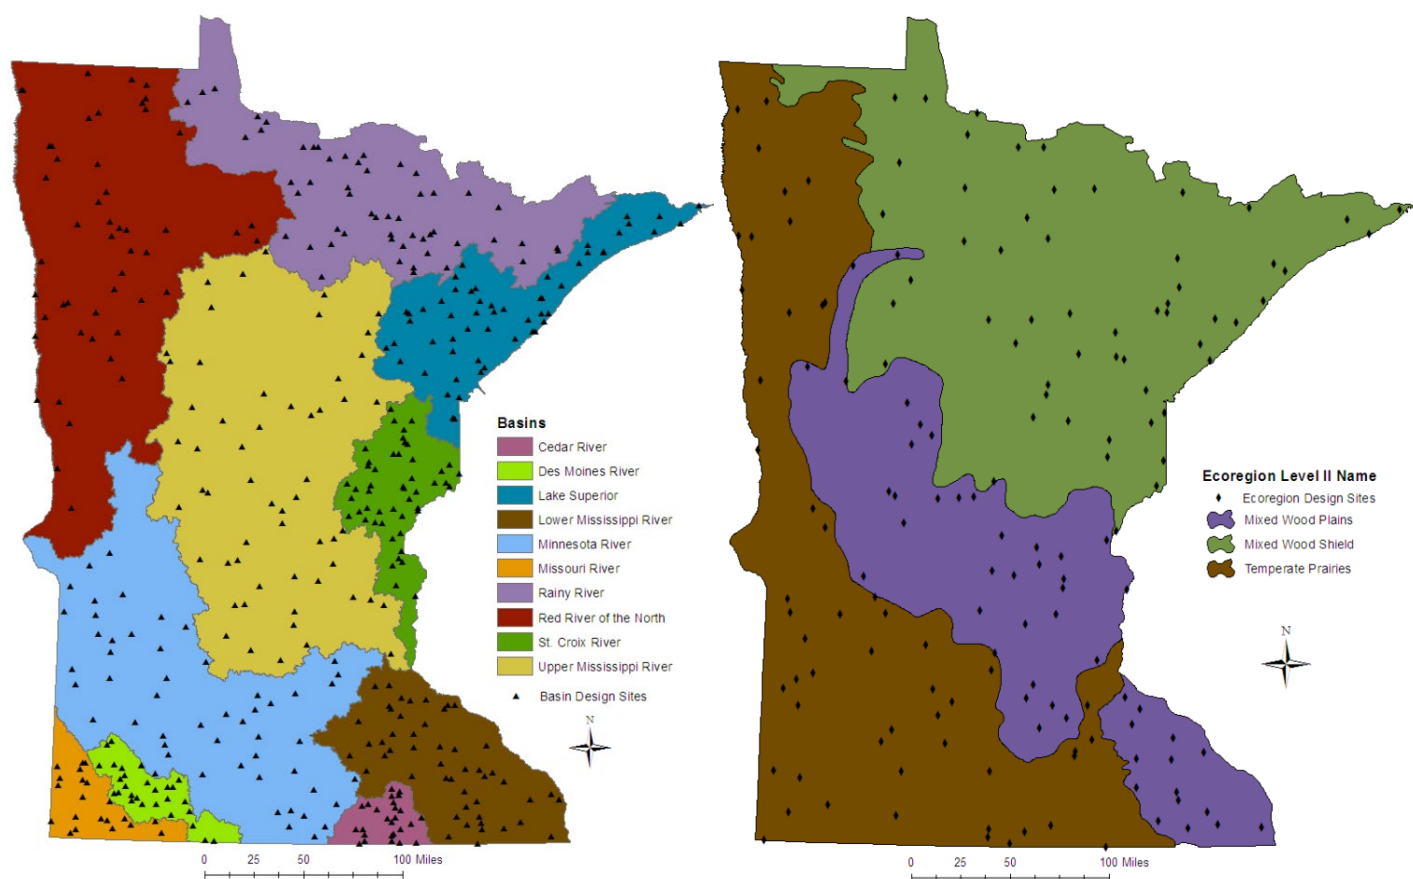 Basins
Cedar River
Des Moines River
Lake Superior
Lower Mississippi River
Minnesota River
Missouri River
Rainy River
Red River of the North
St. Croix River
Upper Mississippi River
Basin Design Sites
N
0 25 50 100 Miles
Ecoregion Level II Name
Ecoregion Design Sites
Mixed Wood Plains
Mixed Wood Shield
Temperate Prairies
N
0 25 50 100 Miles